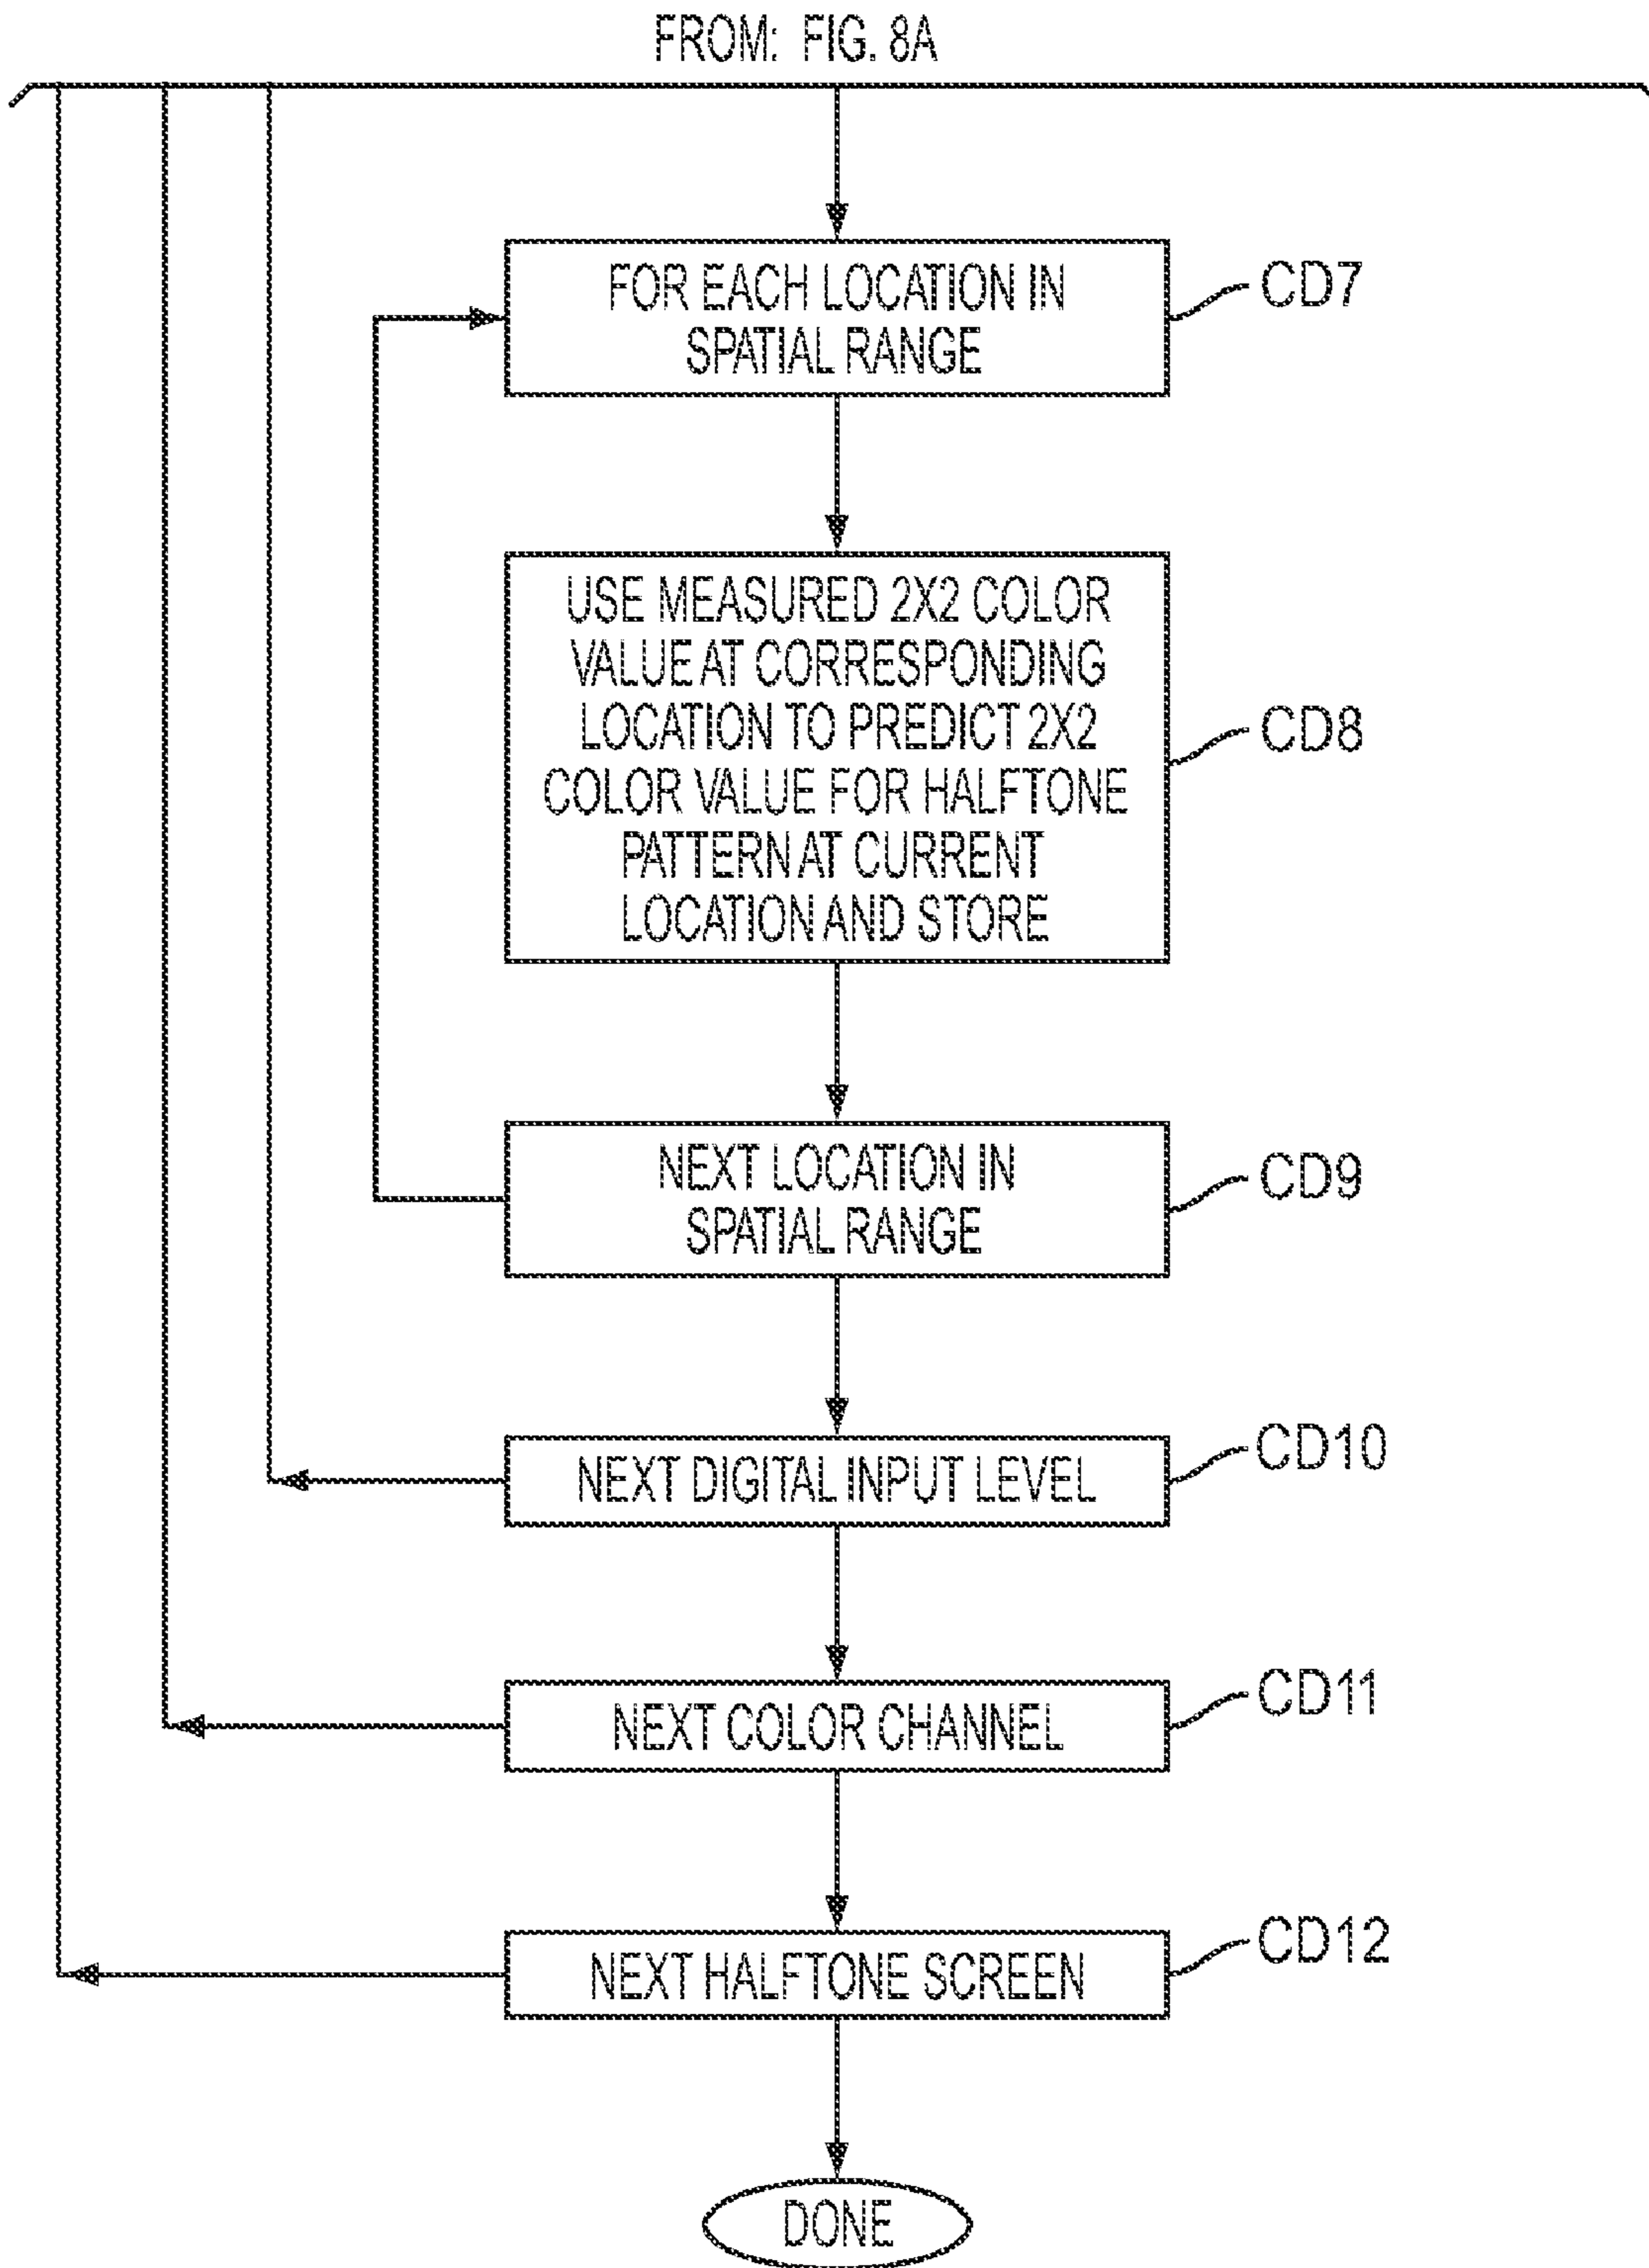 FROM: FIG. 8A
FOR EACH LOCATION IN
SPATIAL RANGE
CD7
USE MEASURED 2X2 COLOR
VALUE AT CORRESPONDING
LOCATION TO PREDICT 2X2
COLOR VALUE FOR HALFTONE
PATTERN AT CURRENT
LOCATION AND STORE
CD8
NEXT LOCATION IN
SPATIAL RANGE
CD9
NEXT DIGITAL INPUT LEVEL
CD10
NEXT COLOR CHANNEL
CD11
NEXT HALFTONE SCREEN
CD12
DONE